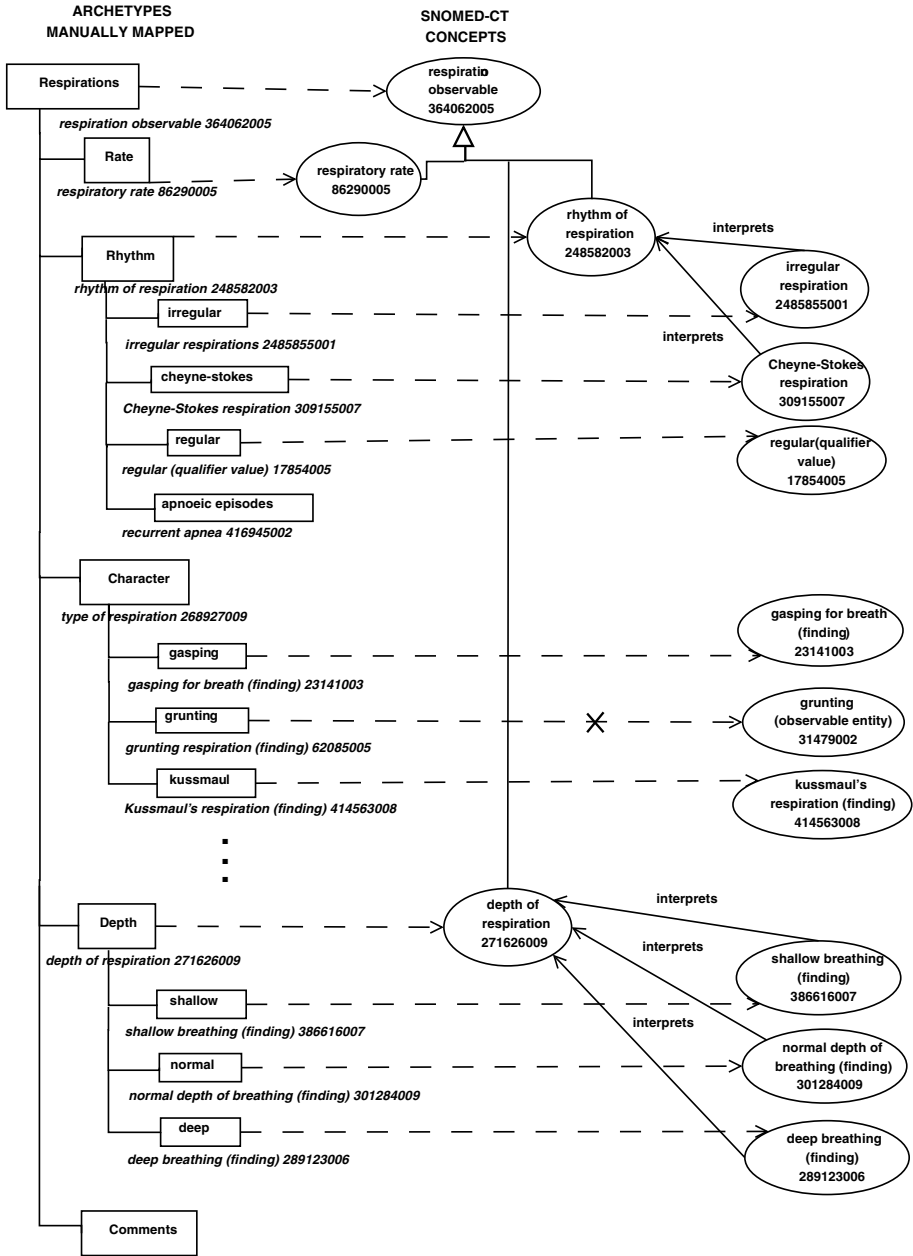 ARCHETYPES
MANUALLY MAPPED
SNOMED-CT
CONCEPTS
Respirations
respiration observable 364062005
respiratio
observable
364062005
Rate
respiratory rate 86290005
respiratory rate
86290005
rhythm of
respiration
248582003
interprets
Rhythm
rhythm of respiration 248582003
irregular
respiration
2485855001
irregular
irregular respirations 2485855001
interprets
cheyne-stokes
Cheyne-Stokes respiration 309155007
Cheyne-Stokes
respiration
309155007
regular
regular (qualifier value) 17854005
regular(qualifier
value)
17854005
apnoeic episodes
recurrent apnea 416945002
Character
type of respiration 268927009
gasping
gasping for breath (finding) 23141003
gasping for breath
(finding)
23141003
grunting
grunting respiration (finding) 62085005
grunting
(observable entity)
31479002
kussmaul
Kussmaul's respiration (finding) 414563008
kussmaul's
respiration (finding)
414563008
Depth
depth of respiration 271626009
depth of
respiration
271626009
interprets
interprets
interprets
shallow
shallow breathing (finding) 386616007
shallow breathing
(finding)
386616007
normal
normal depth of breathing (finding) 301284009
normal depth of
breathing (finding)
301284009
deep
deep breathing (finding) 289123006
deep breathing
(finding)
289123006
Comments